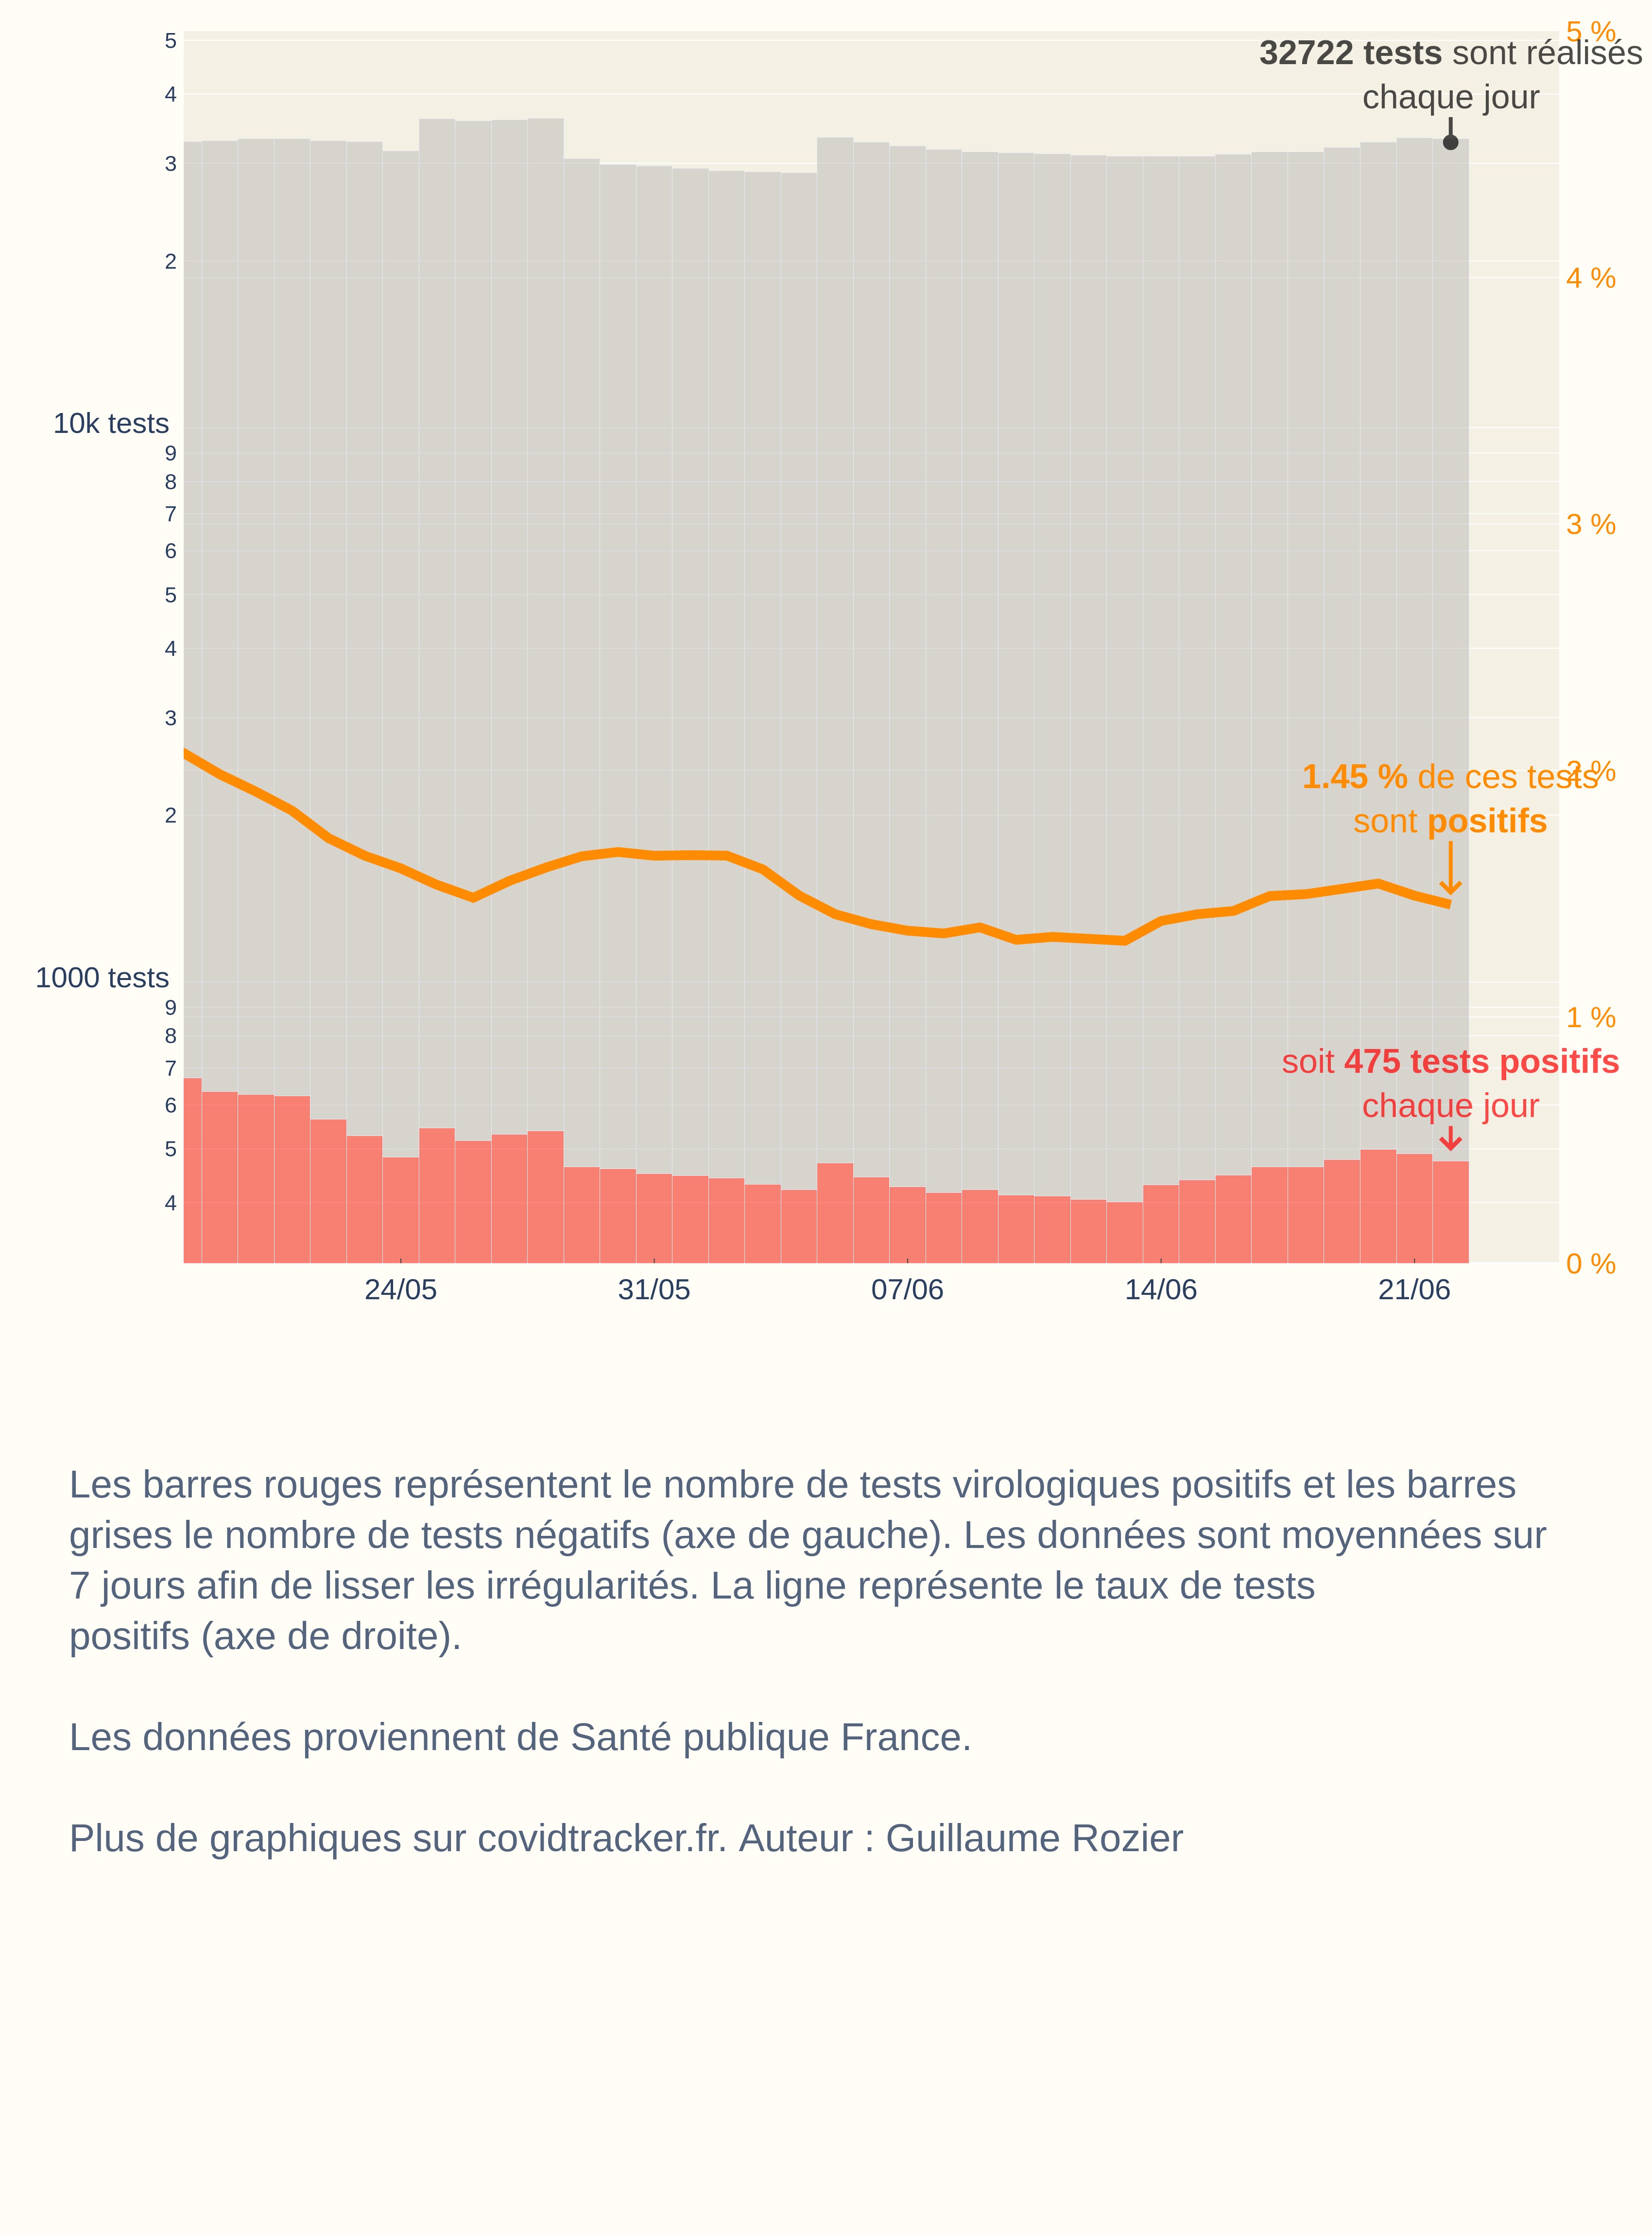 5
5 %
32722 tests sont réalisés
chaque jour
4
3
2
4 %
10k tests
9
8
7
3 %
6
5
4
3
2 %
1.45 % de ces tests
sont positifs
2
1000 tests
9
1 %
8
soit 475 tests positifs
chaque jour
7
6
5
4
0 %
24/05 31/05 07/06 14/06 21/06
Les barres rouges représentent le nombre de tests virologiques positifs et les barres
grises le nombre de tests négatifs (axe de gauche). Les données sont moyennées sur
7 jours afin de lisser les irrégularités. La ligne représente le taux de tests
positifs (axe de droite).
Les données proviennent de Santé publique France.
Plus de graphiques sur covidtracker.fr. Auteur : Guillaume Rozier